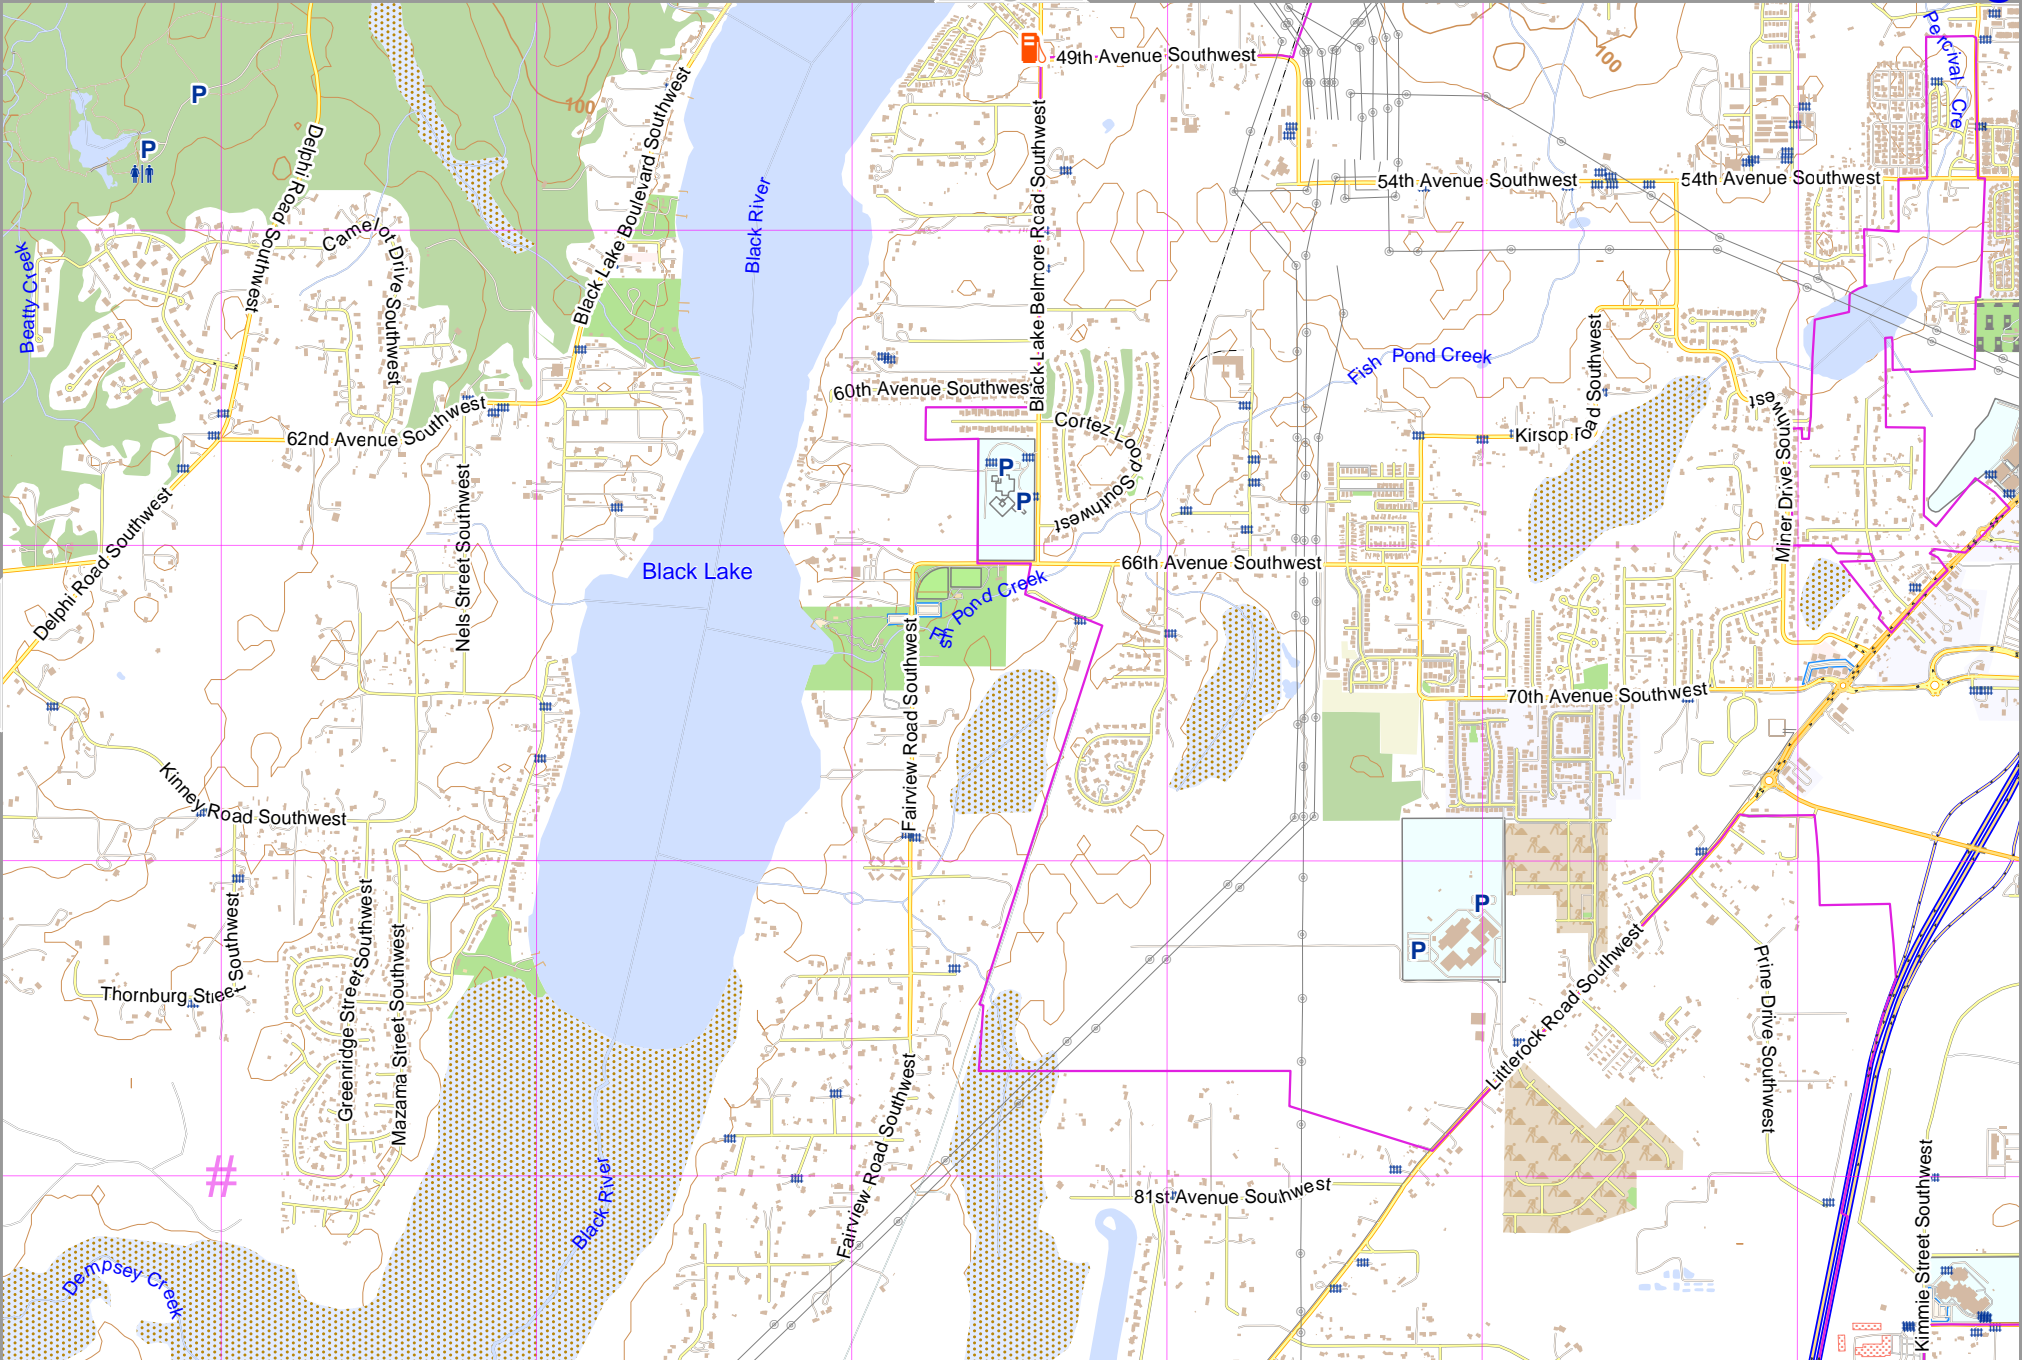 Percival Cre
49th Avenue Southwest
100
P
100
P
Delphi Road Southwest
Black Lake Boulevard Southwest
Black River
Black Lake Belmore Road Southwest
54th Avenue Southwest
54th Avenue Southwest
Camelot Drive Southwest
Beatty Creek
Fish Pond Creek
60th Avenue Southwest
62nd Avenue Southwest
Cortez Loop Southwest
Kirsop road Southwest
Miner Drive Southwest
P
P
Delphi Road Southwest
Nels Street Southwest
66th Avenue Southwest
Black Lake
Fish Pond Creek
Fairview Road Southwest
70th Avenue Southwest
Kinney Road Southwest
P
P
Thornburg Street Southwest
Greenridge Street Southwest
Mazama Street Southwest
Prine Drive Southwest
Littlerock Road Southwest
Fairview Road Southwest
#
81st Avenue Southwest
Black River
Kimmie Street Southwest
Dempsey Creek